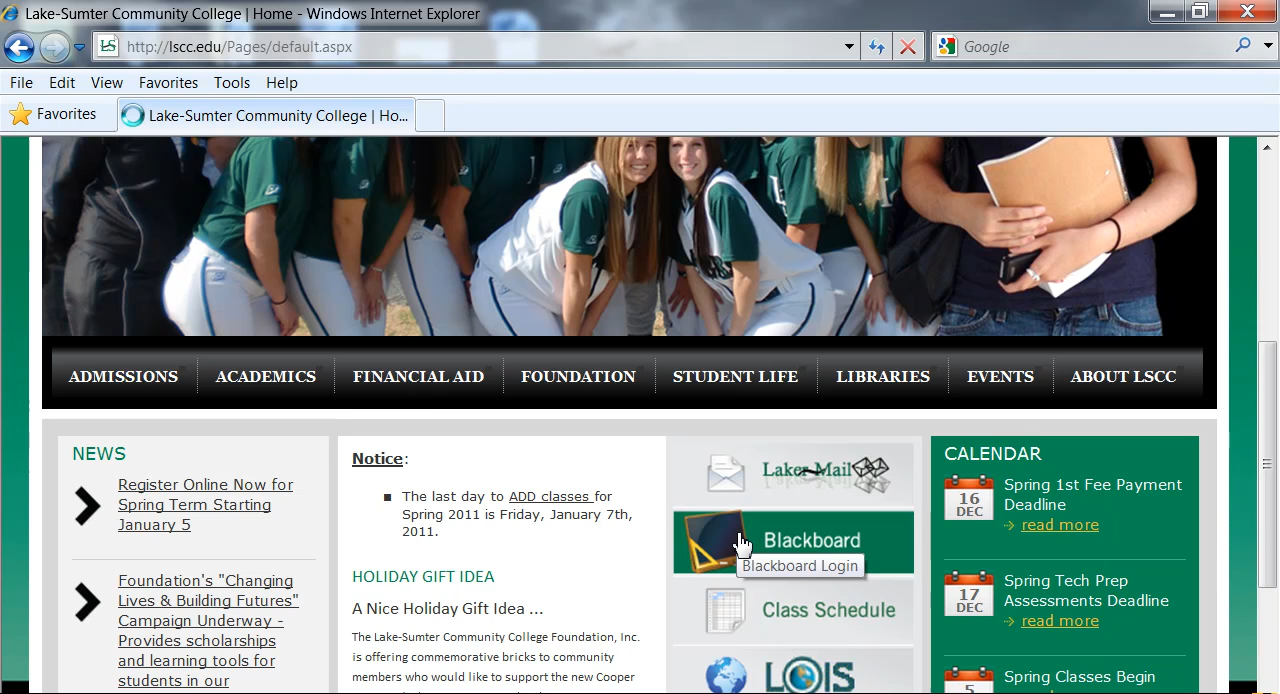 Lake-Sumter Community College | Home - Windows Internet Explorer
http://lscc.edu/Pages/default.aspx
Google
File Edit View Favorites Tools Help
Favorites
Lake-Sumter Community College | Ho...
ADMISSIONS ACADEMICS FINANCIAL AID FOUNDATION STUDENT LIFE LIBRARIES EVENTS ABOUT LSCC
NEWS
Register Online Now for
Spring Term Starting
January 5
Foundation's "Changing
Lives & Building Futures"
Campaign Underway -
Provides scholarships
and learning tools for
students in our
Notice:
■ The last day to ADD classes for
Spring 2011 is Friday, January 7th,
2011.
HOLIDAY GIFT IDEA
A Nice Holiday Gift Idea ...
The Lake-Sumter Community College Foundation, Inc.
is offering commemorative bricks to community
members who would like to support the new Cooper
Laker Mail
Blackboard
Blackboard Login
Class Schedule
LOIS
CALENDAR
16
DEC
Spring 1st Fee Payment
Deadline
read more
17
DEC
Spring Tech Prep
Assessments Deadline
read more
5
Spring Classes Begin